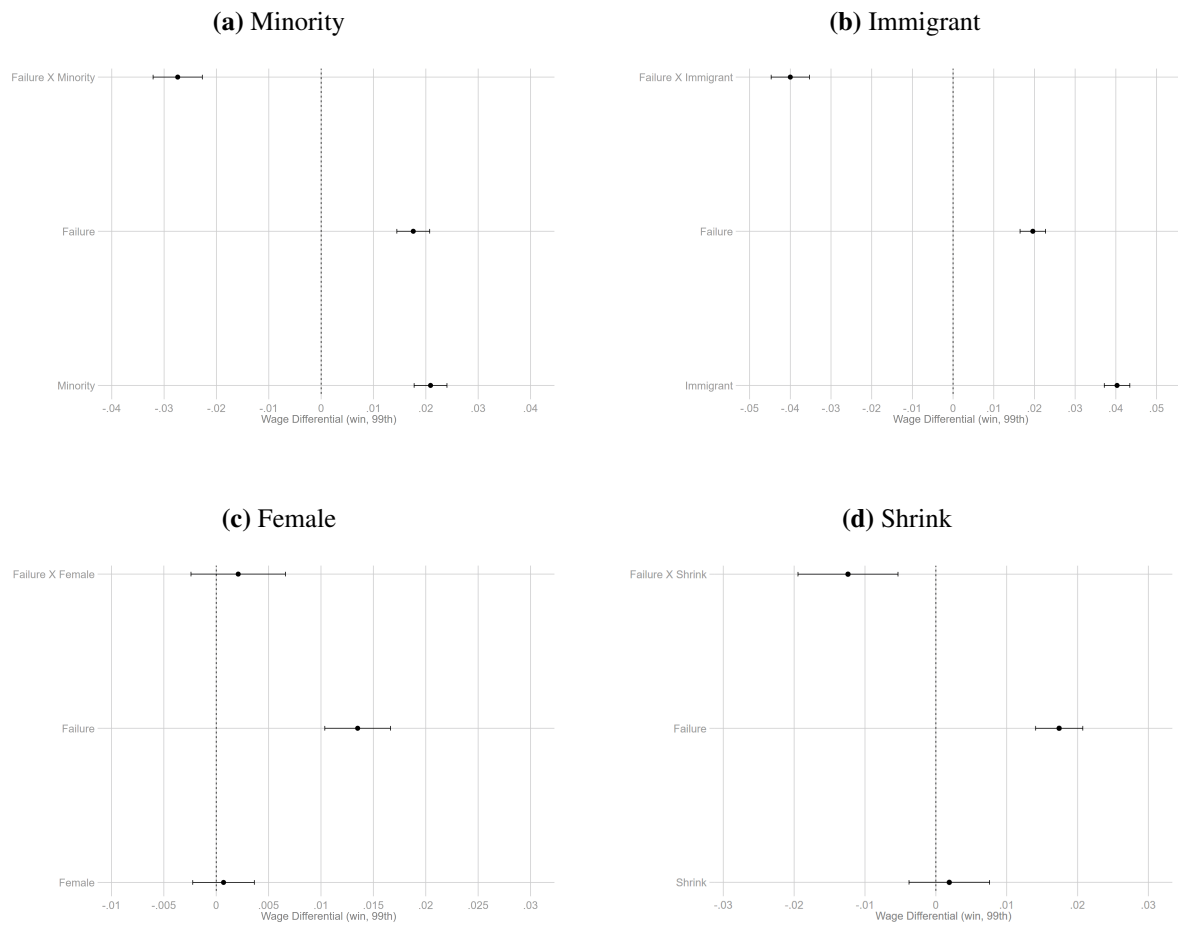 (a) Minority
Failure X Minority
Failure
Minority
-.04 -.03 -.02 -.01 0 .01 .02 .03 .04
Wage Differential (win, 99th)
(b) Immigrant
Failure X Immigrant
Failure
Immigrant
-.05 -.04 -.03 -.02 -.01 0 .01 .02 .03 .04 .05
Wage Differential (win, 99th)
(c) Female
Failure X Female
Failure
Female
-.01 -.005 0 .005 .01 .015 .02 .025 .03
Wage Differential (win, 99th)
(d) Shrink
Failure X Shrink
Failure
Shrink
-.03 -.02 -.01 0 .01 .02 .03
Wage Differential (win, 99th)